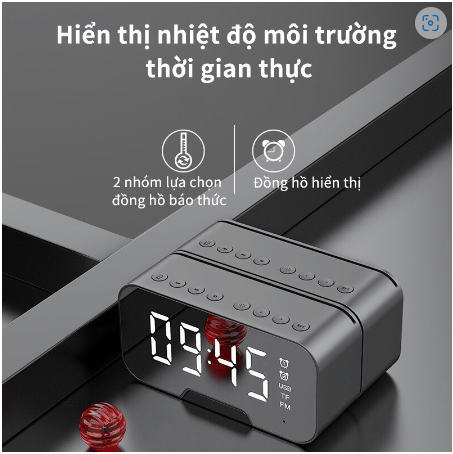 Hiển thị nhiệt độ môi trường
thời gian thực
2 nhóm lựa chọn
đồng hồ báo thức
Đồng hồ hiển thị
09:45
USB
TF
PM